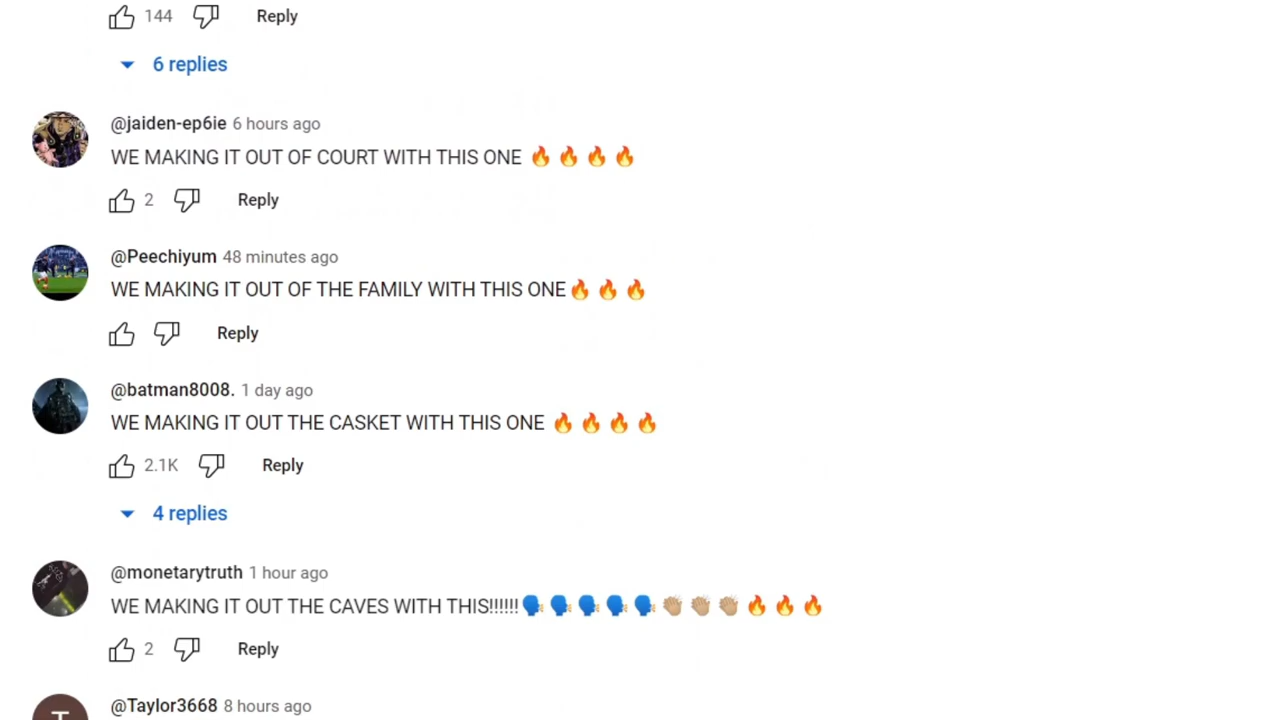 144 Reply
6 replies
@jaiden-ep6ie 6 hours ago
WE MAKING IT OUT OF COURT WITH THIS ONE 🔥 🔥 🔥 🔥
2 Reply
@Peechiyum 48 minutes ago
WE MAKING IT OUT OF THE FAMILY WITH THIS ONE🔥 🔥 🔥
Reply
@batman8008. 1 day ago
WE MAKING IT OUT THE CASKET WITH THIS ONE 🔥 🔥 🔥 🔥
2.1K Reply
4 replies
@monetarytruth 1 hour ago
WE MAKING IT OUT THE CAVES WITH THIS!!!!!!🗣 🗣 🗣 🗣 🗣 👏🏼 👏🏼 👏🏼 🔥 🔥 🔥
2 Reply
T @Taylor3668 8 hours ago